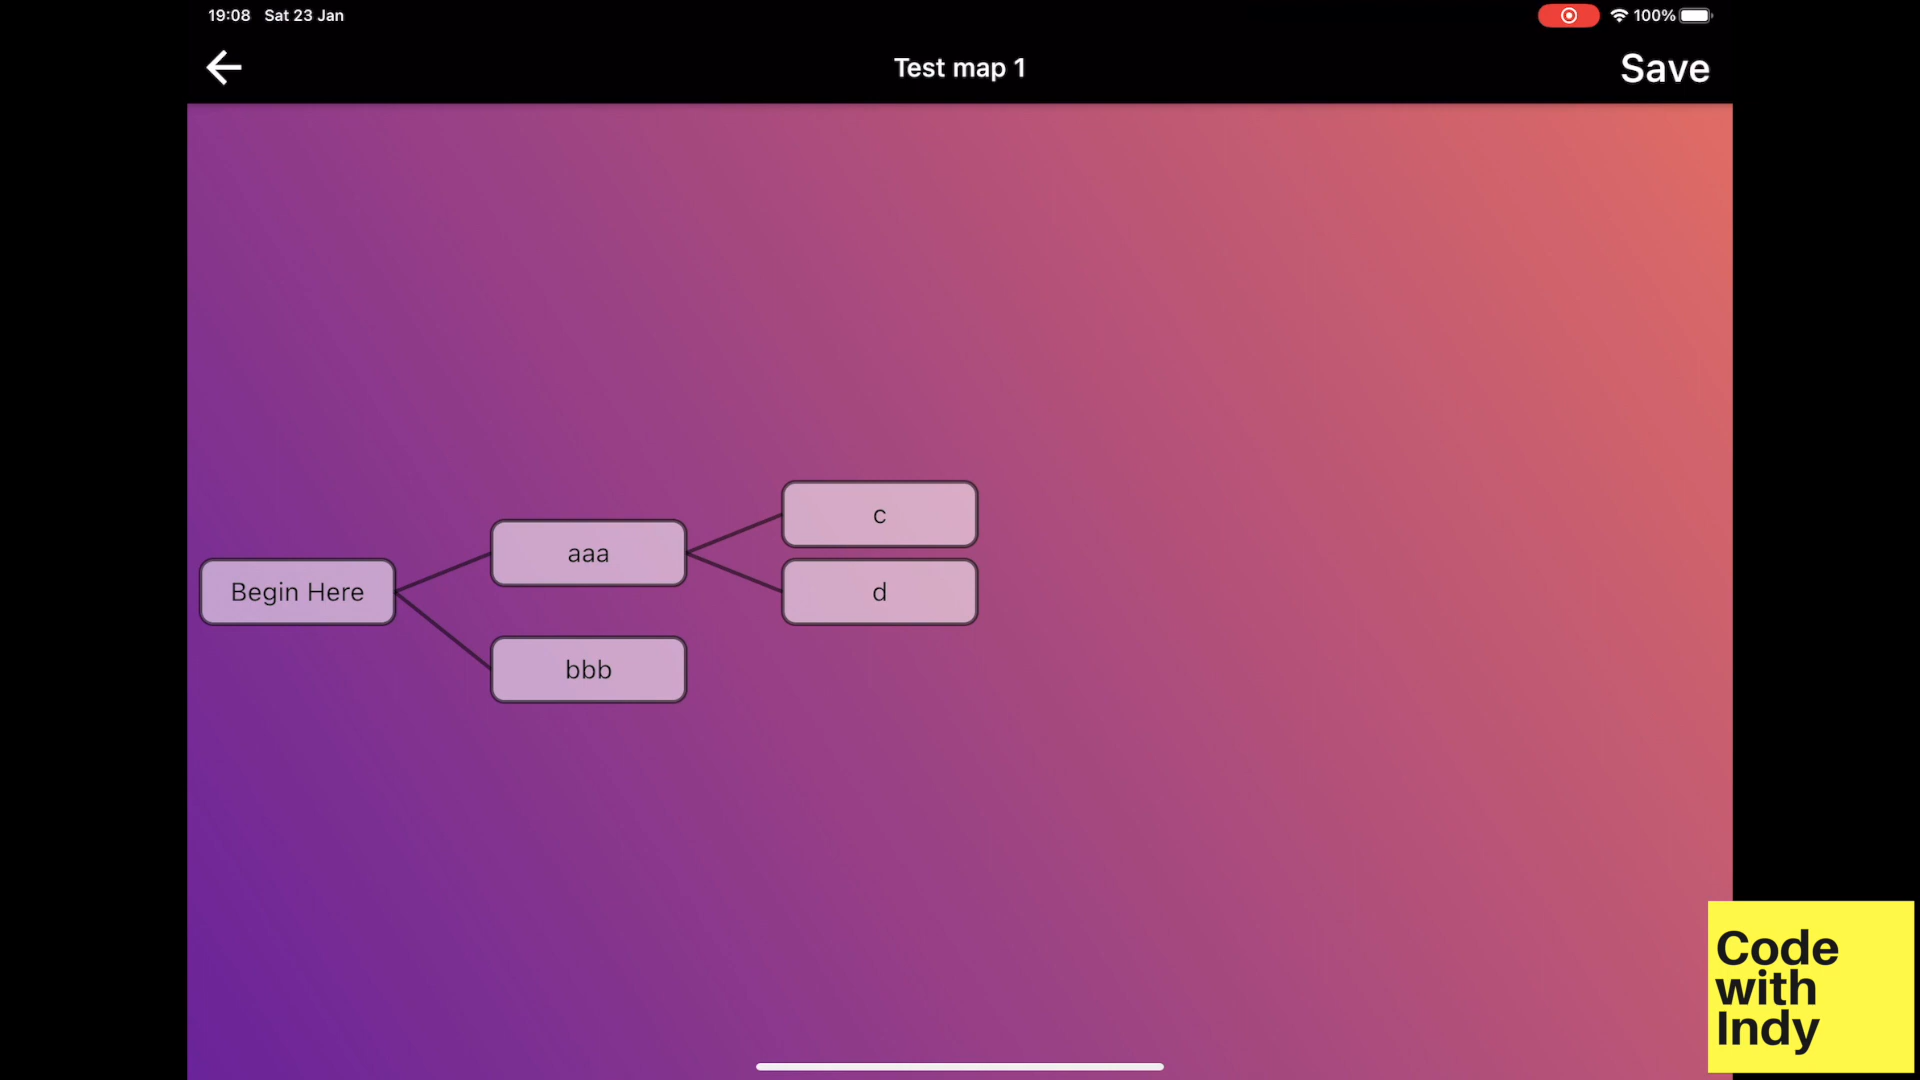 19:08 Sat 23 Jan
100%
Test map 1
Save
c
aaa
Begin Here
d
bbb
Code
with
Indy